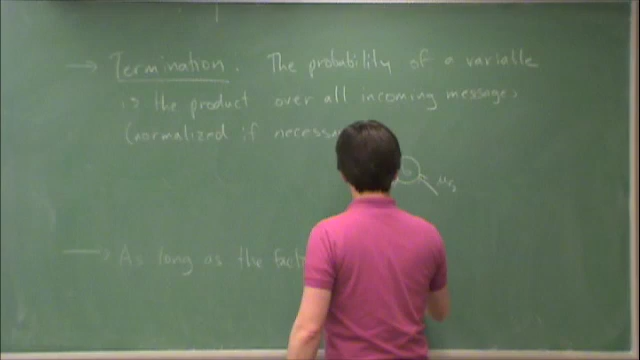 → Termination. The probability of a variable
is the product over all incoming messages
(normalized if necessa
→ As long as the fact